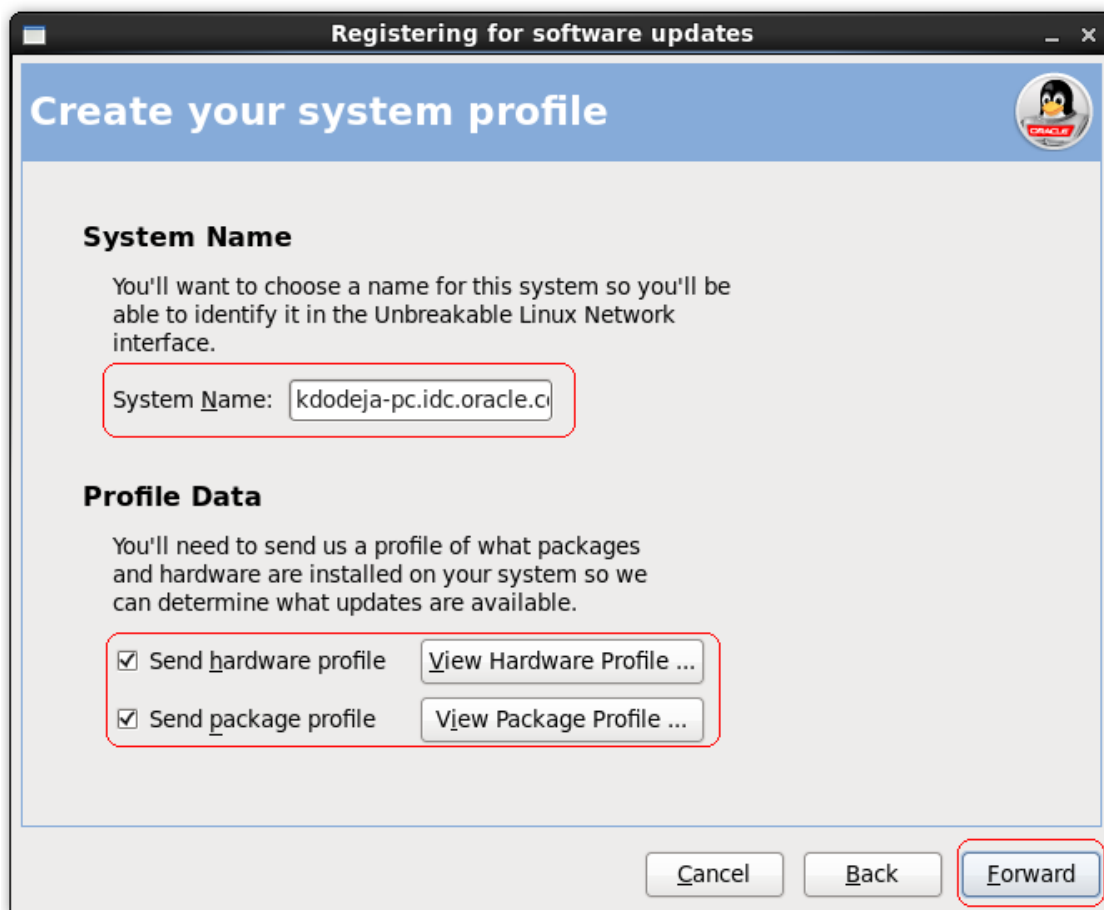 Registering for software updates
Create your system profile
ORACLE
System Name
You'll want to choose a name for this system so you'll be
able to identify it in the Unbreakable Linux Network
interface.
System Name: kdodeja-pc.idc.oracle.c
Profile Data
You'll need to send us a profile of what packages
and hardware are installed on your system so we
can determine what updates are available.
Send hardware profile View Hardware Profile ...
Send package profile View Package Profile ...
Cancel Back Forward